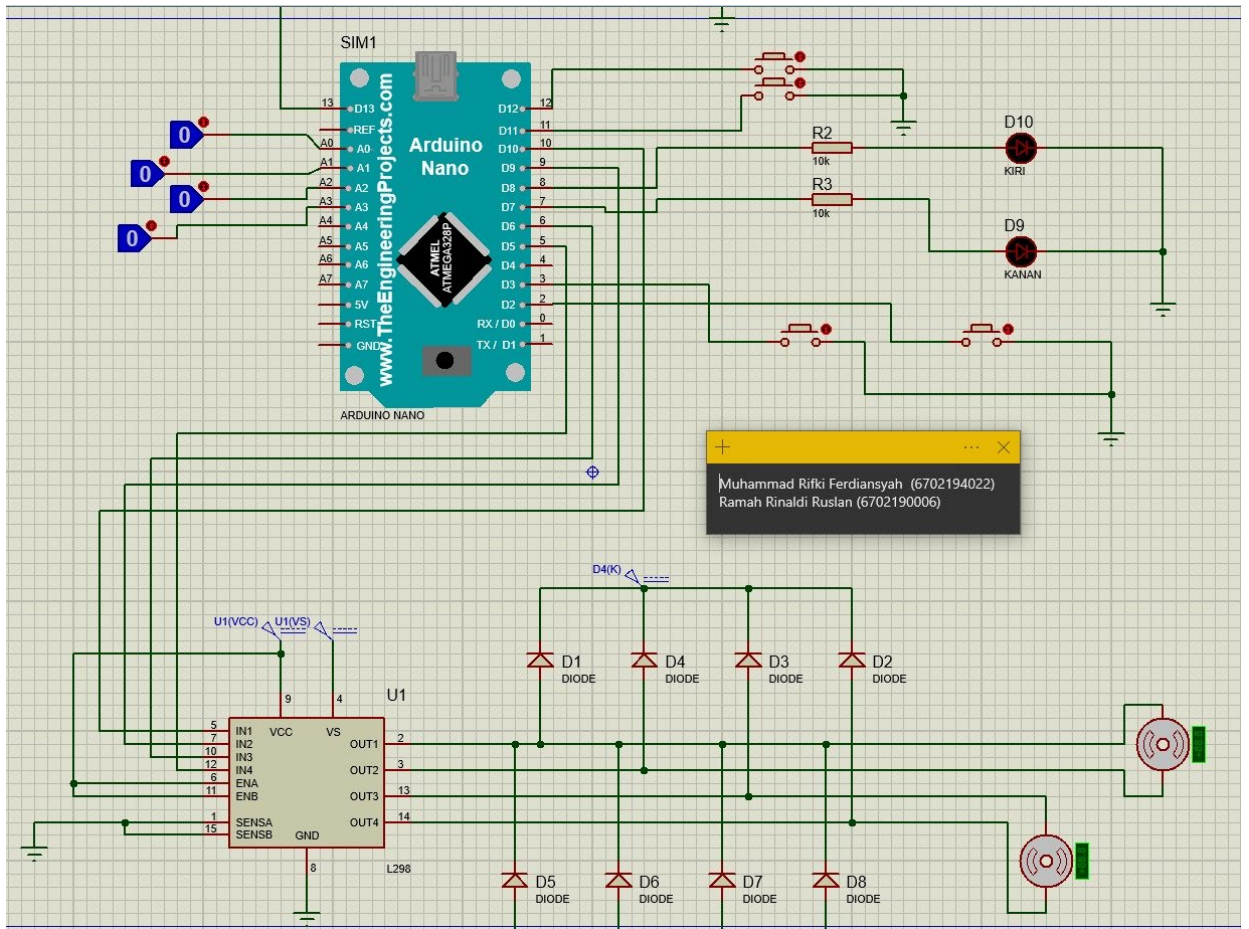 SIM1
13
D13
REF
A0
A0
A1
A1
A2
A2
A3
A3
A4
A4
A5
A5
A6
A6
A7
A7
5V
RST
GND
www.TheEngineeringProjects.com
Arduino
Nano
ATMEL
ATMEGA328P
D12
12
D11
11
D10
10
D9
9
D8
8
D7
7
D6
6
D5
5
D4
4
D3
3
D2
2
RX / D0
0
TX / D1
1
ARDUINO NANO
0
0
0
0
R2
10k
R3
10k
D10
KIRI
D9
KANAN
Muhammad Rifki Ferdiansyah (6702194022)
Ramah Rinaldi Ruslan (6702190006)
D4(K)
U1(VCC)
U1(VS)
D1
DIODE
D4
DIODE
D3
DIODE
D2
DIODE
9
4
U1
VCC
VS
5
IN1
7
IN2
10
IN3
12
IN4
6
ENA
11
ENB
1
SENSA
15
SENSB
GND
8
OUT1
2
OUT2
3
OUT3
13
OUT4
14
L298
D5
DIODE
D6
DIODE
D7
DIODE
D8
DIODE